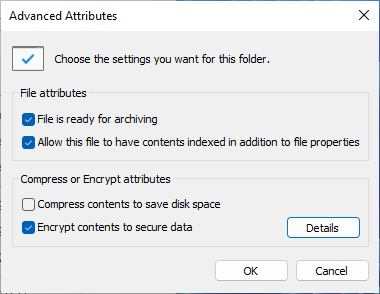 Advanced Attributes
Choose the settings you want for this folder.
File attributes
File is ready for archiving
Allow this file to have contents indexed in addition to file properties
Compress or Encrypt attributes
Compress contents to save disk space
Encrypt contents to secure data
Details
OK
Cancel